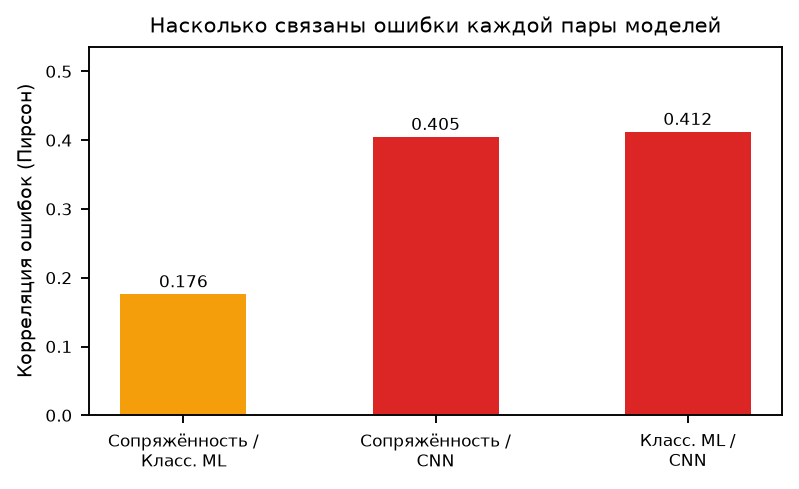 Насколько связаны ошибки каждой пары моделей
Корреляция ошибок (Пирсон)
0.5
0.4
0.3
0.2
0.1
0.0
0.176
0.405
0.412
Сопряжённость /
Класс. ML
Сопряжённость /
CNN
Класс. ML /
CNN